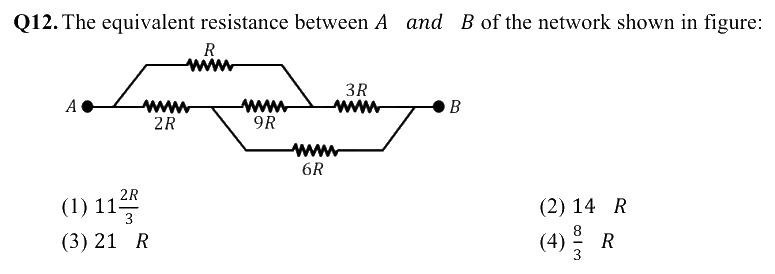 Q12. The equivalent resistance between A and B of the network shown in figure:
R
3R
A
B
2R
9R
6R
(1) 11 2R/3
(2) 14 R
(3) 21 R
(4) 8/3 R